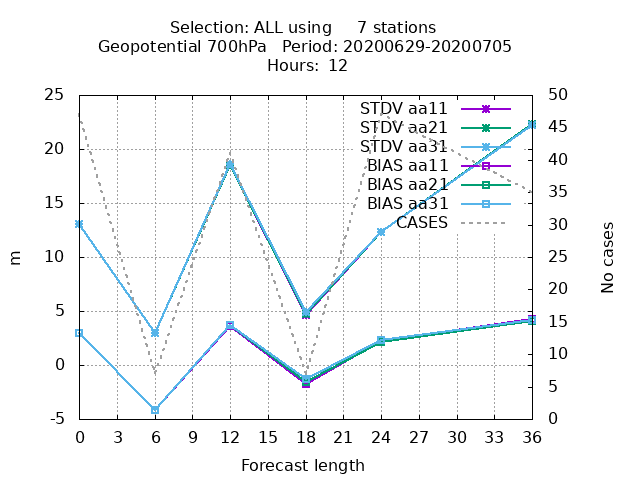 Selection: ALL using     7 stations
Geopotential 700hPa   Period: 20200629-20200705
Hours: 12
25
20
15
10
5
0
-5
m
50
45
40
35
30
25
20
15
10
5
0
No cases
STDV aa11
STDV aa21
STDV aa31
BIAS aa11
BIAS aa21
BIAS aa31
CASES
0 3 6 9 12 15 18 21 24 27 30 33 36
Forecast length